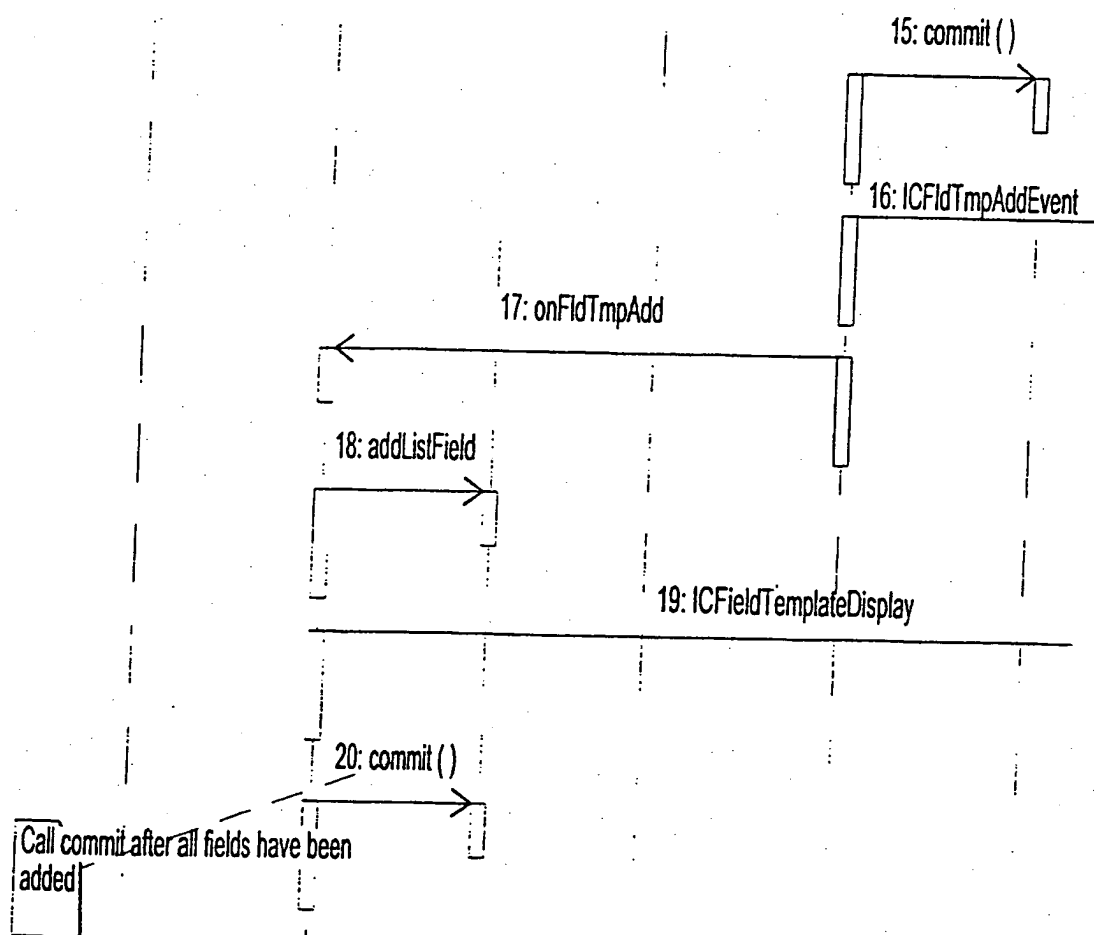 15: commit ( )
16: ICFldTmpAddEvent
17: onFldTmpAdd
18: addListField
19: ICFieldTemplateDisplay
20: commit ( )
Call commit after all fields have been
added